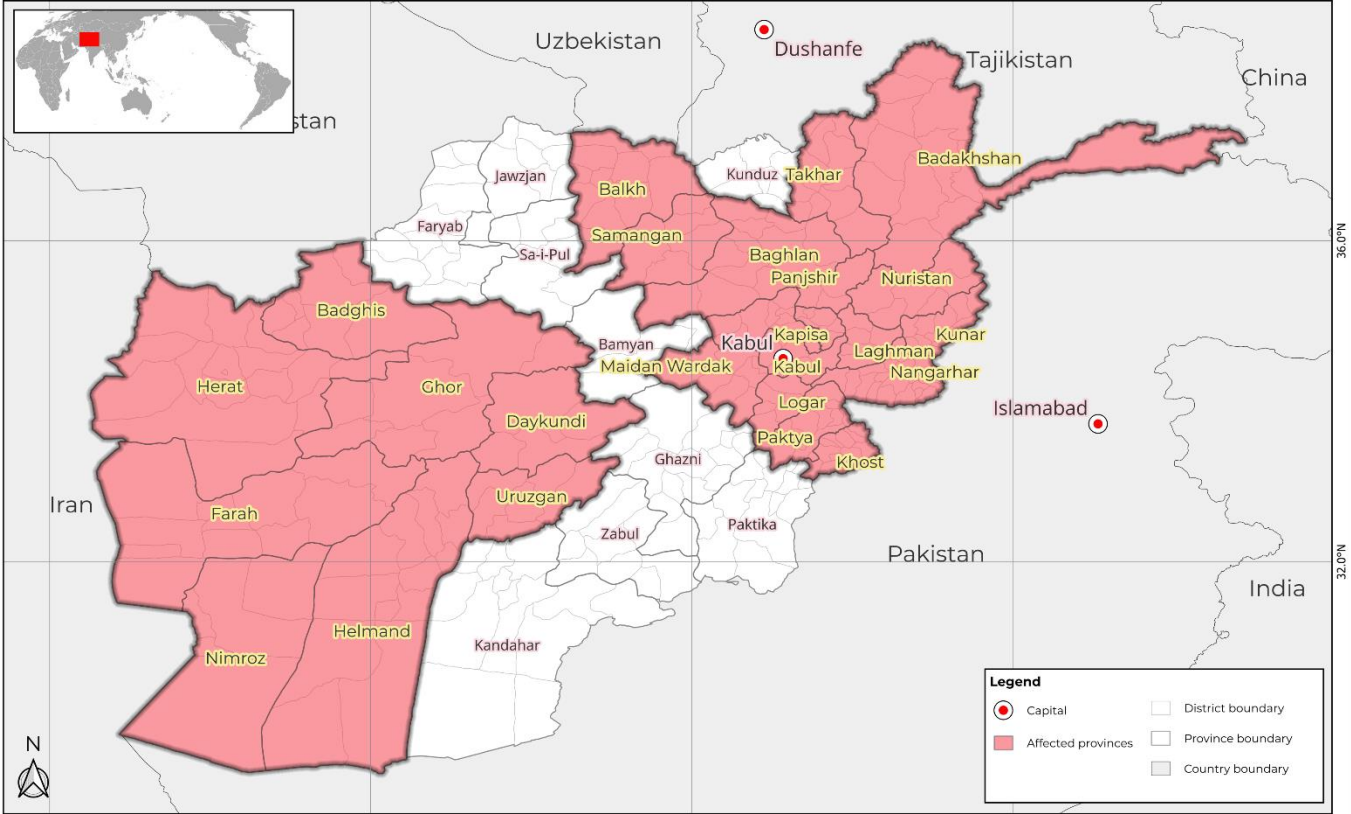 Uzbekistan
Dushanfe
Tajikistan
China
stan
Badakhshan
Jawzjan
Kunduz
Takhar
Balkh
Faryab
Samangan
36.0°N
Sa-i-Pul
Baghlan
Panjshir
Nuristan
Badghis
Kapisa
Kunar
Kabul
Bamyan
Laghman
Maidan Wardak
Kabul
Nangarhar
Herat
Ghor
Logar
Islamabad
Daykundi
Paktya
Ghazni
Khost
Iran
Uruzgan
Farah
Zabul
Paktika
Pakistan
32.0°N
India
Helmand
Kandahar
Nimroz
Legend
Capital
District boundary
Affected provinces
Province boundary
Country boundary
N